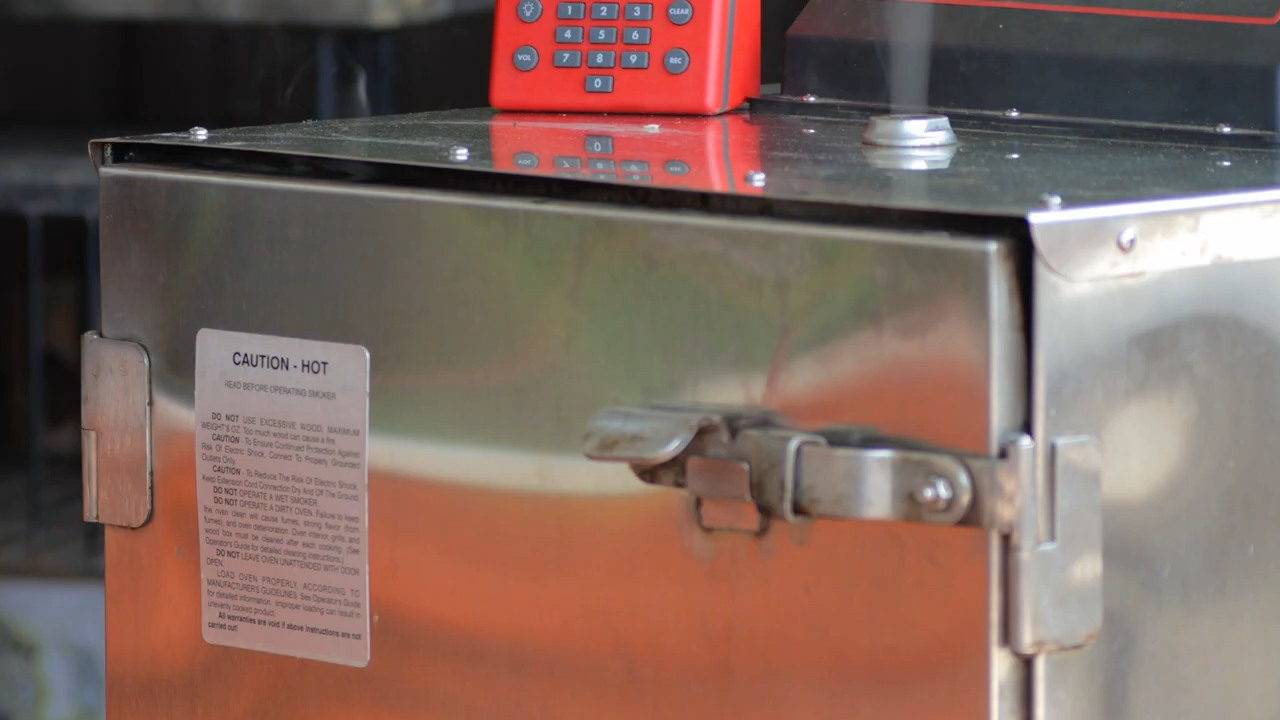 1 2 3 CLEAR
4 5 6
VOL 7 8 9 REC
0
CAUTION - HOT
READ BEFORE OPERATING SMOKER
DO NOT USE EXCESSIVE WOOD, MAXIMUM
WEIGHT 8 OZ. Too much wood can cause a fire.
CAUTION - To Ensure Continued Protection Against
Risk Of Electric Shock, Connect To Properly Grounded
Outlets Only.
CAUTION - To Reduce The Risk Of Electric Shock,
Keep Extension Cord Connection Dry And Off The Ground.
DO NOT OPERATE A WET SMOKER.
DO NOT OPERATE A DIRTY OVEN. Failure to keep
the oven clean will cause fumes, strong flavor (from
fumes), and oven deterioration. Oven interior, grills, and
wood box must be cleaned after each cooking. (See
Operator's Guide for detailed cleaning instructions.)
DO NOT LEAVE OVEN UNATTENDED WITH DOOR
OPEN.
LOAD OVEN PROPERLY, ACCORDING TO
MANUFACTURER'S GUIDELINES. See Operator's Guide
for detailed information. Improper loading can result in
unevenly cooked product.
All warranties are void if above instructions are not
carried out!